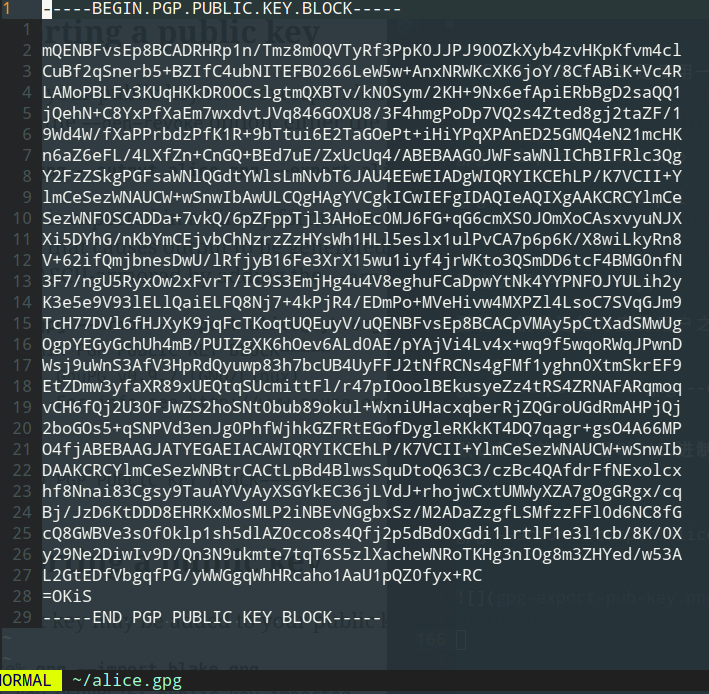 1 -----BEGIN.PGP.PUBLIC.KEY.BLOCK-----
1
2 mQENBFvsEp8BCADRHRp1n/Tmz8m0QVTyRf3PpK0JJPJ90OZkXyb4zvHKpKfvm4cl
3 CuBf2qSnerb5+BZIfC4ubNITEFB0266LeW5w+AnxNRWKcXK6joY/8CfABiK+Vc4R
4 LAMoPBLFv3KUqHKkDR0OCslgtmQXBTv/kN0Sym/2KH+9Nx6efApiERbBgD2saQQ1
5 jQehN+G8YsPfXaEm7wxdvtJVq84dG0XU0/3F4hmgPoDp7VQ2s4Zted8gj2taZF/1
6 9Wd4W/fXaPPrbdzPfK1R+9bTtui6E2TaGOePt+iHiYPqXPAnED25GMQ4eN21mcHK
7 n6aZ6eFL/4LXfZn+CnGQ+BEd7uE/ZxUcUq4/ABEBAAG0JWFsaWNlIChBIFRlc3Qg
8 Y2FzZSkgPGFsaWNlQGdtYWlsLmNvbT6JAU4EEwEIADgWIQRYIKCEhLP/K7VCII+Y
9 lmCeSezWNAUCW+wSnwIbAwULCQgHAgYVCgkICwIEFgIDAQIeAQIXgAAKCRCYlmCe
10 SezWNF0SCADDa+7vkQ/6pZFppTjl3AHoEc0MJ6FG+qG6cmXS0JOmXoCAsxvyuNJX
11 Xi5DYhG/nKbYmCEjvbChNzrzZzHYsWh1HLl5eslx1ulPvCA7p6p6K/X8wiLkyRn8
12 V+62ifQmjbnesDwU/lRfjyB16Fe3XrX15wu1iyf4jrWKto3QSmDD6tcF4BMG0nfN
13 3F7/ngU5RyxOw2xFvrT/IC9S3EmjHg4u4V8eghuFCaDpwYtNk4YYPNFOJYULih2y
14 K3e5e9V93lELlQaiELFQ8Nj7+4kPjR4/EDmPo+MVeHivw4MXPZl4LsoC7SVqGJm9
15 TcH77DVl6fHJXyK9jqFcTKoqtUQEuyV/uQENBFvsEp8BCACpVMAy5pCtXadSMwUg
16 OgpYEGyGchUh4mB/PUIZgXK6hOev6ALd0AE/pYAjVi4Lv4x+wq9f5wqoRWqJPwnD
17 Wsj9uWnS3AfV3HpRdQyuwpg8h7bcUB4UyFFJ2tNfRCNs4gFMf1yghn0XtmSkrEF9
18 EtZDmw3yfaXR89xUEQtqSUcmittFl/r47pIOoolBEkusyeZz4tRS4ZRNAFARqmoq
19 vCH6fQj2U30FJwZS2hoSNt0bub89okul+WxniUHacxqberRjZQGroUGdRmAHPjQj
20 2boGOs5+qSNPVd3enJg0PhfWjhkGZFRtEGofDygleRKkKT4DQ7qagr+gsO4A66MP
21 O4fjABEBAAGJATYEGAEIACAWIQRYIKCEhLP/K7VCII+YlmCeSezWNAUCW+wSnwIb
22 DAAKCRCYlmCeSezWNBtrCACtLpBd4BlwsSquDtoQ63C3/czBc4QAfdrFfNExolcx
23 hf8Nnai83Cgsy9TauAYVyAyXSGYkEC36jLVdJ+rhojwCxtUMWyXZA7gOgGRgx/cq
24 Bj/JzD6KtDDD8EHRKxMosMLP2iNBEvNGgbxSz/M2ADaZzgfLSMfzzFFl0d6NC8fG
25 cQ8GWBVe3s0f0klp1sh5dlAZ0cco8s4Qfj2p5dBd0xGdi1lrtlF1e3l1cb/8K/0X
26 y29Ne2DiwIv9D/Qn3N9ukmte7tqT6S5zlXacheWNRoTKHg3nIOg8m3ZHYed/w53A
27 L2GtEDfVbgqfPG/yWWGgqWhHRcaho1AaU1pQZ0fyx+RC
28 =OKiS
29 -----END PGP PUBLIC KEY BLOCK-----
~
~
NORMAL ~/alice.gpg